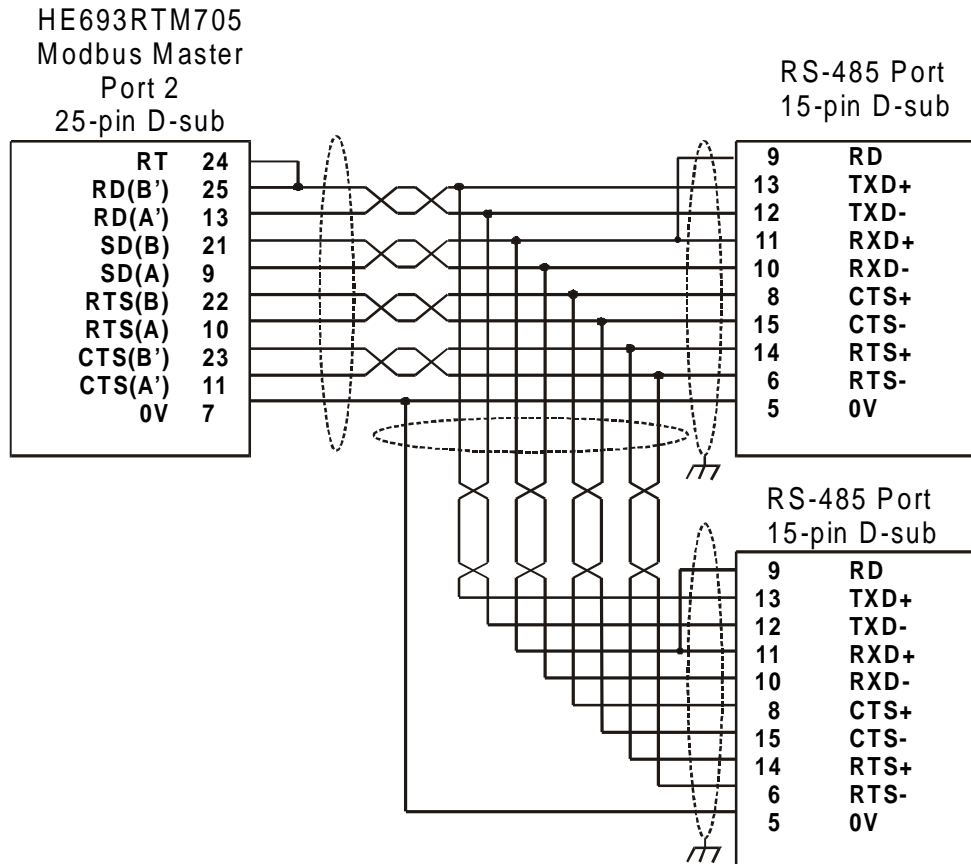 HE693RTM705
Modbus Master
Port 2
25-pin D-sub
RT 24
RD(B') 25
RD(A') 13
SD(B) 21
SD(A) 9
RTS(B) 22
RTS(A) 10
CTS(B') 23
CTS(A') 11
0V 7
RS-485 Port
15-pin D-sub
9 RD
13 TXD+
12 TXD-
11 RXD+
10 RXD-
8 CTS+
15 CTS-
14 RTS+
6 RTS-
5 0V
RS-485 Port
15-pin D-sub
9 RD
13 TXD+
12 TXD-
11 RXD+
10 RXD-
8 CTS+
15 CTS-
14 RTS+
6 RTS-
5 0V